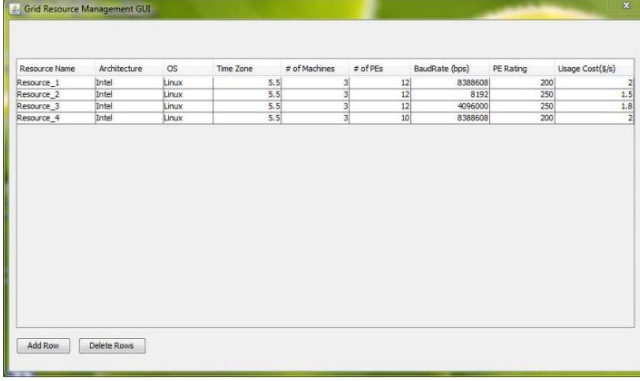 Grid Resource Management GUI
Resource Name Architecture OS Time Zone # of Machines # of PEs BaudRate (bps) PE Rating Usage Cost($/s)
Resource_1 Intel Linux 5.5 3 12 8388608 200 2
Resource_2 Intel Linux 5.5 3 12 8192 250 1.5
Resource_3 Intel Linux 5.5 3 12 4096000 250 1.8
Resource_4 Intel Linux 5.5 3 10 8388608 200 2
Add Row Delete Rows